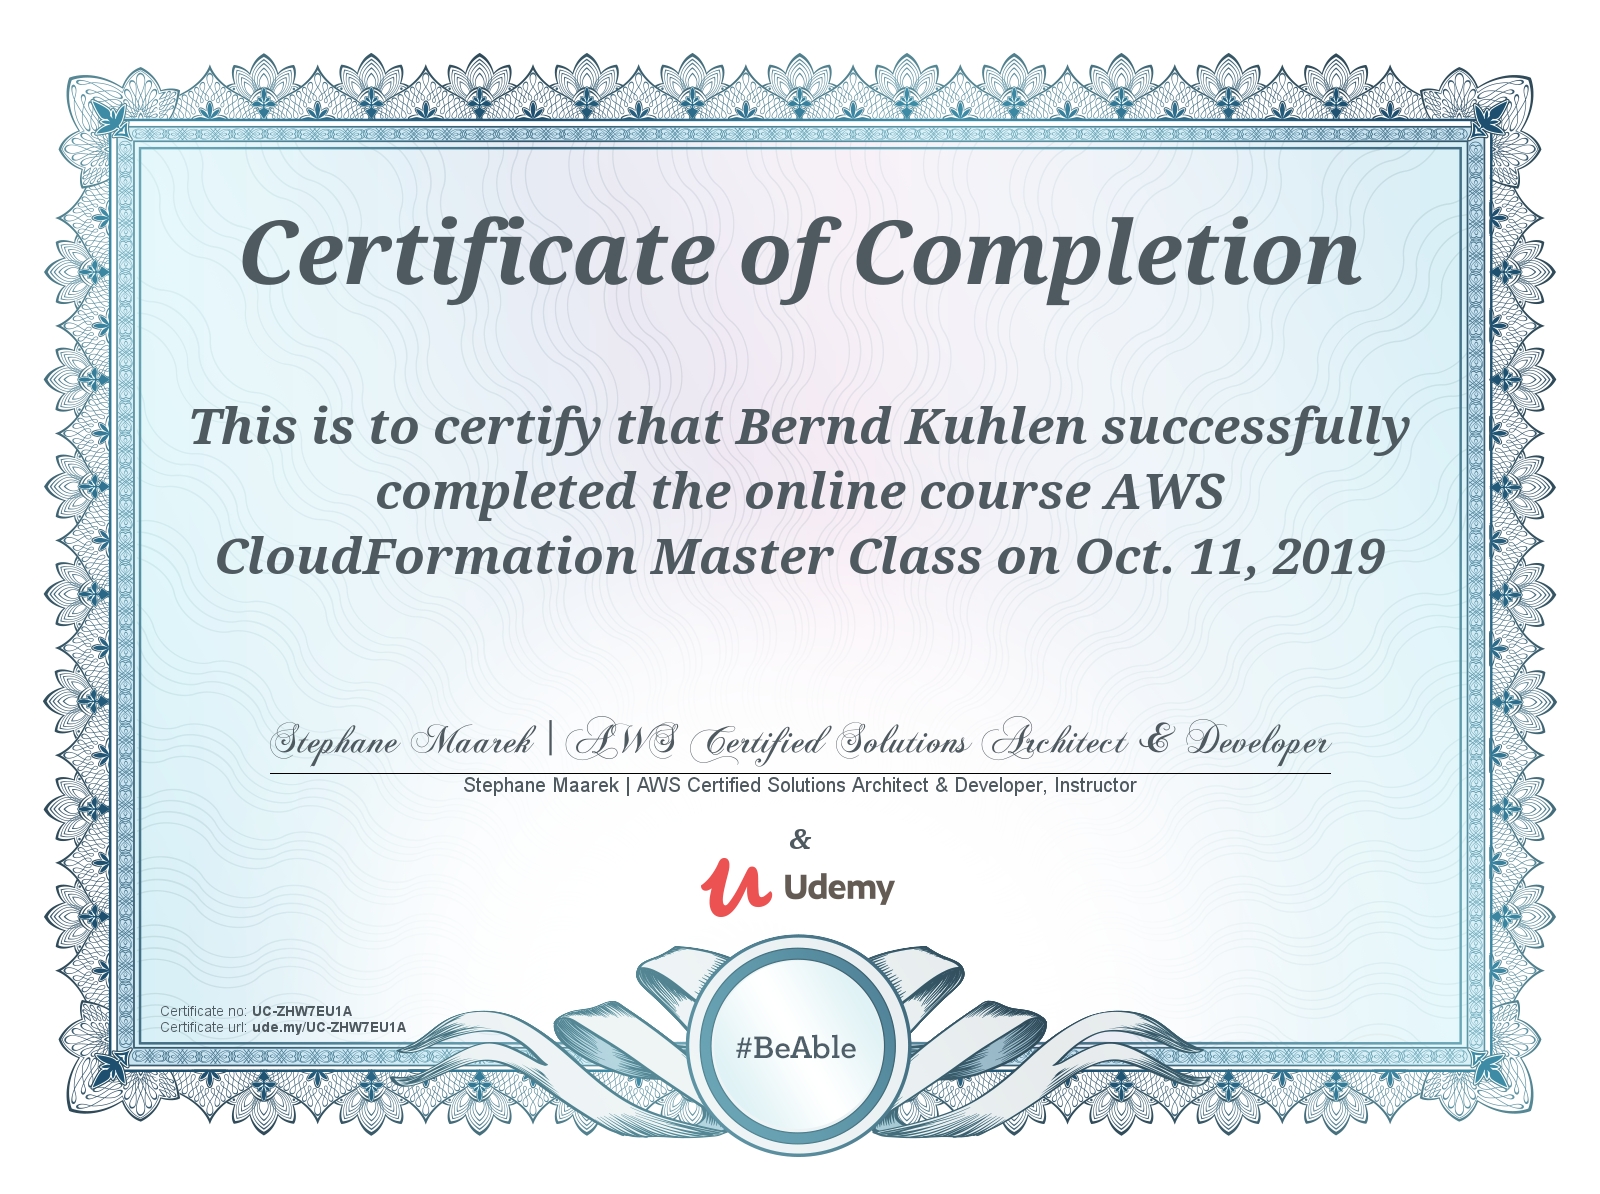 Certificate of Completion
This is to certify that Bernd Kuhlen successfully
completed the online course AWS
CloudFormation Master Class on Oct. 11, 2019
Stephane Maarek | AWS Certified Solutions Architect & Developer
Stephane Maarek | AWS Certified Solutions Architect & Developer, Instructor
&
Udemy
Certificate no: UC-ZHW7EU1A
Certificate url: ude.my/UC-ZHW7EU1A
#BeAble